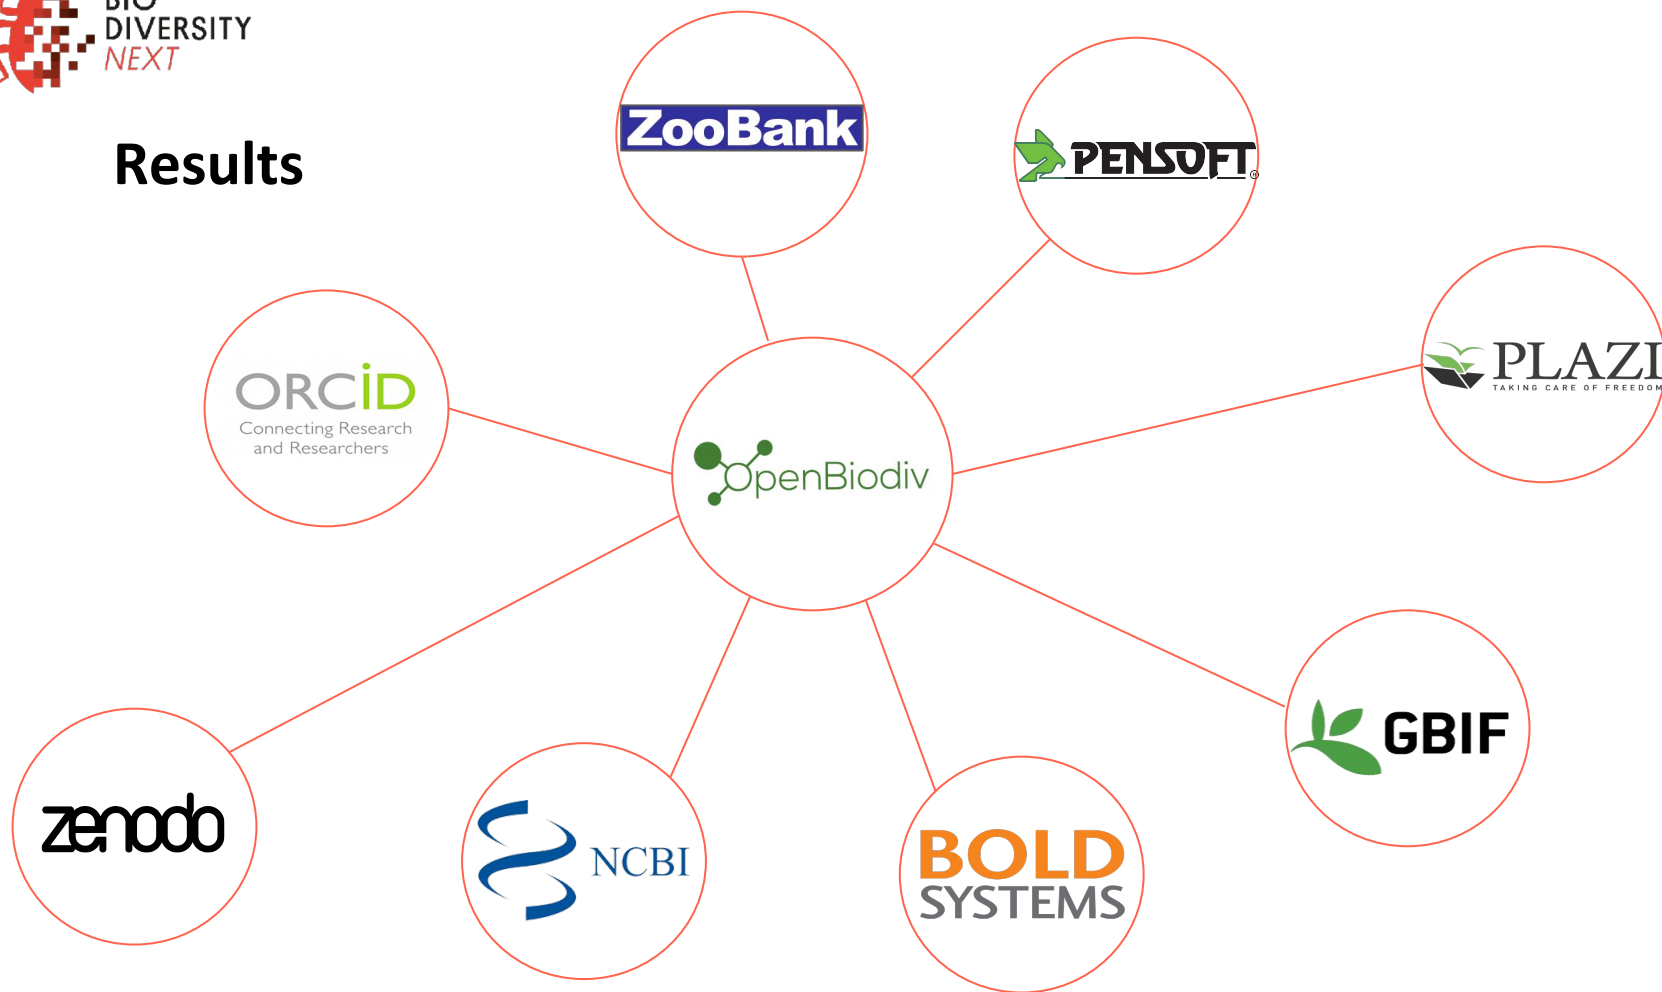 BIO
DIVERSITY
NEXT
Results
ZooBank
PENSOFT®
ORCiD
Connecting Research
and Researchers
PLAZI
TAKING CARE OF FREEDOM
OpenBiodiv
GBIF
zenodo
NCBI
BOLD
SYSTEMS